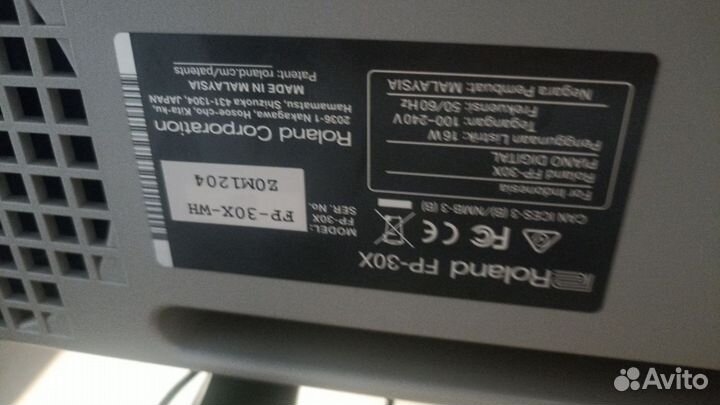 Roland FP-30X
FC CE
CAN ICES-3 (B)/NMB-3 (B)
For Indonesia
Roland FP-30X
PIANO DIGITAL
Penggunaan Listrik: 16W
Tegangan: 100-240V
Frekuensi: 50/60Hz
Negara Pembuat: MALAYSIA
MODEL: FP-30X
SER. No.
FP-30X-WH
Z0M1204
Roland Corporation
2036-1 Nakagawa, Hosoe-cho, Kita-ku,
Hamamatsu, Shizuoka 431-1304, JAPAN
MADE IN MALAYSIA
Patent: roland.cm/patents
Avito